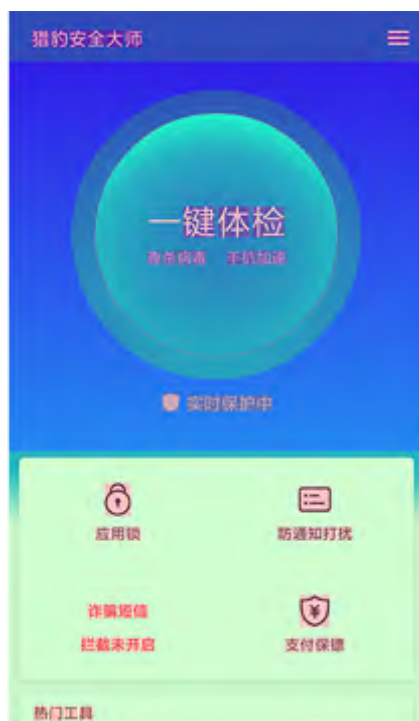 猎豹安全大师
一键体检
查杀病毒 手机加速
实时保护中
应用锁 防通知打扰
诈骗短信
拦截未开启 支付保镖
热门工具